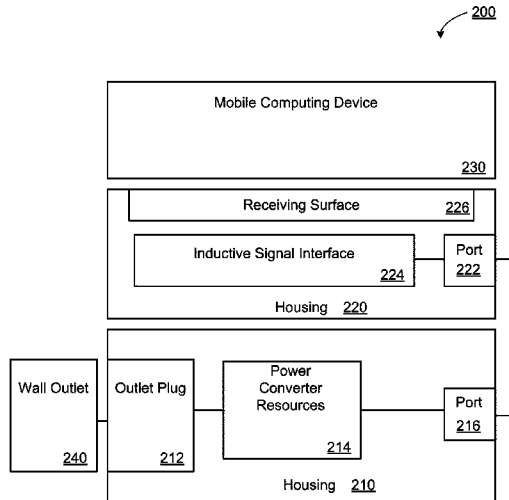 200
Mobile Computing Device
230
Receiving Surface
226
Inductive Signal Interface
224
Port
222
Housing 220
Wall Outlet
240
Outlet Plug
212
Power
Converter
Resources
214
Port
216
Housing 210